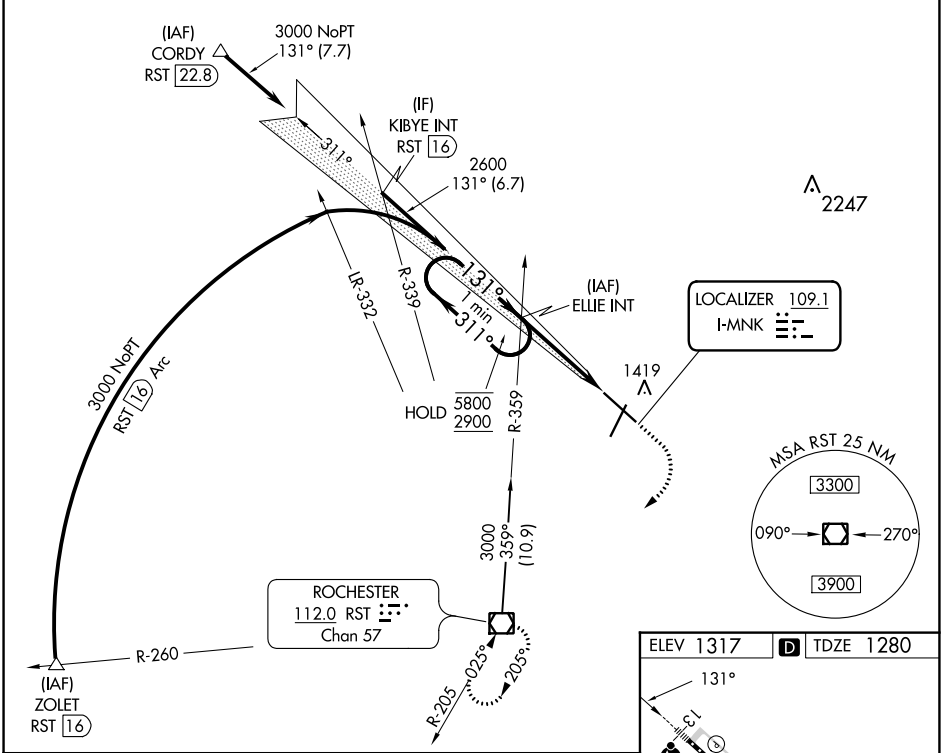 (IAF)
CORDY
RST 22.8
3000 NoPT
131° (7.7)
311°
(IF)
KIBYE INT
RST 16
2600
131° (6.7)
2247
131°
1 min
311°
(IAF)
ELLIE INT
LOCALIZER 109.1
I-MNK
LR-332
R-339
R-359
1419
HOLD 5800
2900
3000 NoPT
RST 16 Arc
MSA RST 25 NM
3300
090°
270°
3900
3000
359°
(10.9)
ROCHESTER
112.0 RST
Chan 57
R-260
(IAF)
ZOLET
RST 16
R-205
025°
205°
ELEV 1317
D
TDZE 1280
131°
13
P